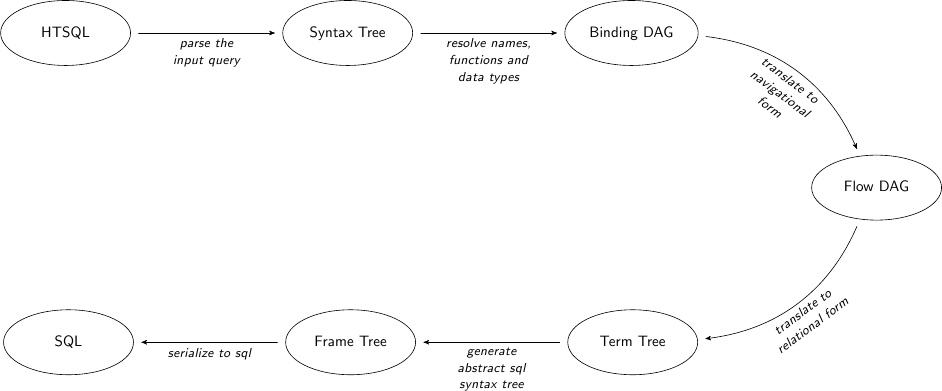 HTSQL
parse the
input query
Syntax Tree
resolve names,
functions and
data types
Binding DAG
translate to
navigational
form
Flow DAG
translate to
relational form
Term Tree
generate
abstract sql
syntax tree
Frame Tree
serialize to sql
SQL